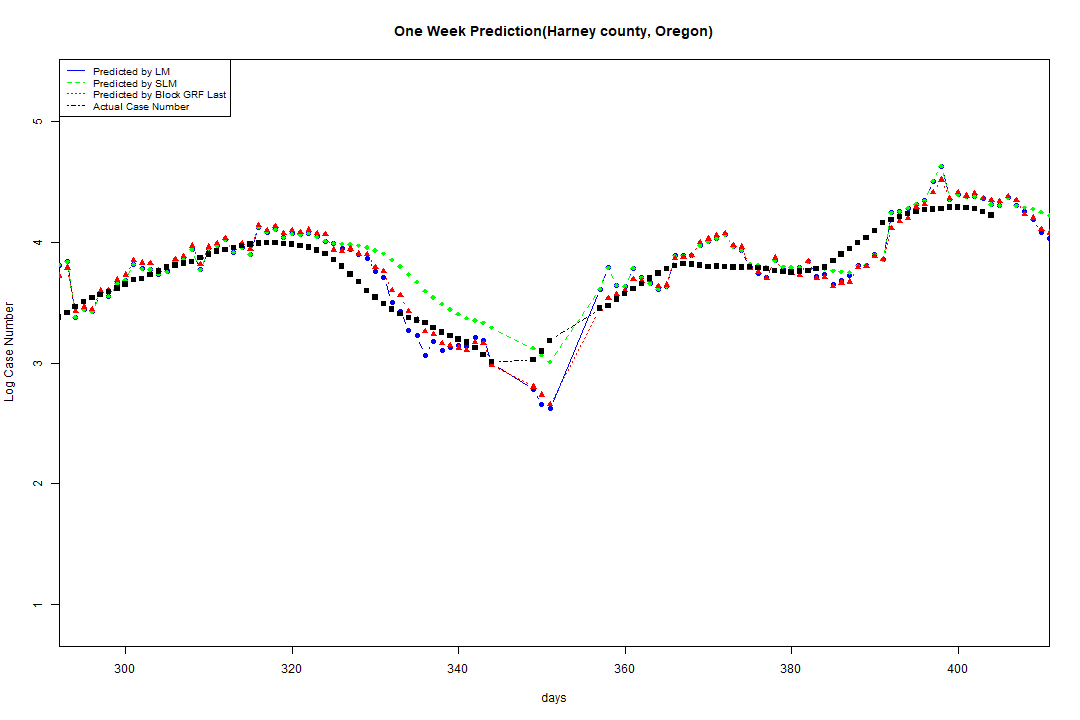 One Week Prediction(Harney county, Oregon)
Predicted by LM
Predicted by SLM
Predicted by Block GRF Last
Actual Case Number
5
4
3
2
1
Log Case Number
300 320 340 360 380 400
days